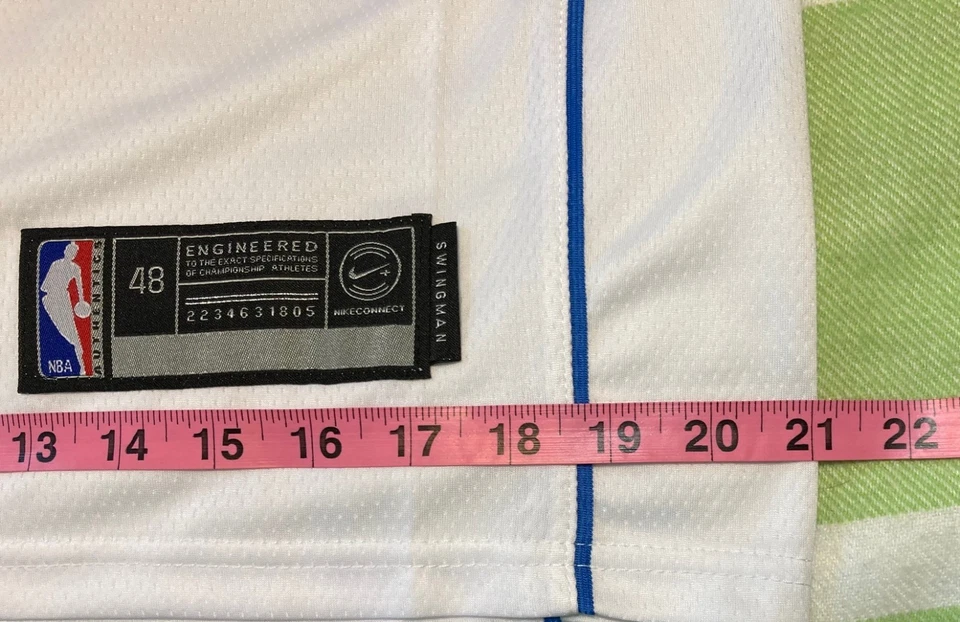 NBA
AUTHENTICS
48
ENGINEERED
TO THE EXACT SPECIFICATIONS
OF CHAMPIONSHIP ATHLETES
2234631805
NIKECONNECT
SWINGMAN
13 14 15 16 17 18 19 20 21 22